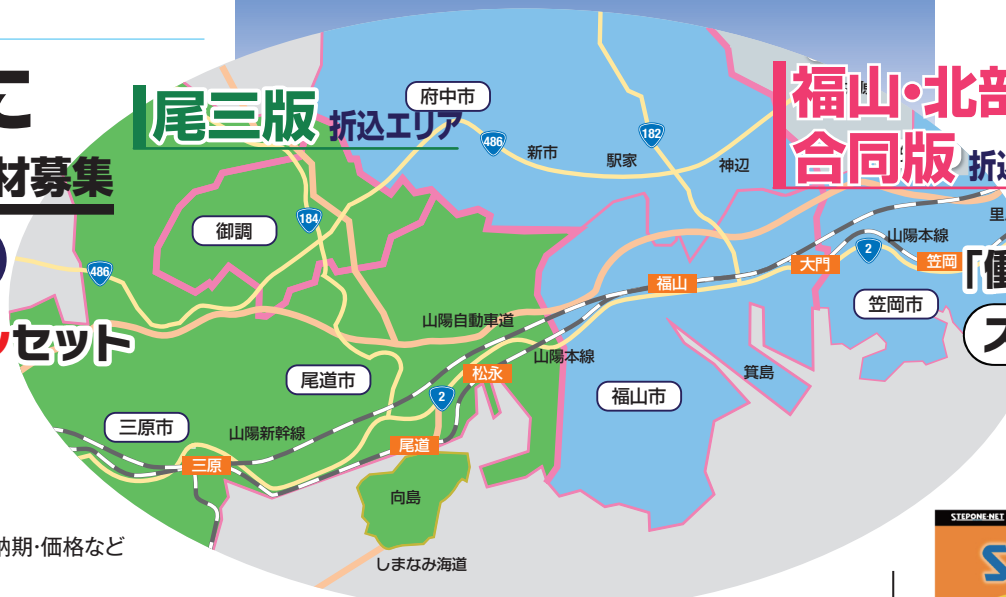 材募集
セット
納期・価格など
尾三版 折込エリア
福山・北部
合同版 折込
府中市
486
新市
駅家
182
神辺
御調
184
486
山陽本線
2
大門
笠岡
福山
笠岡市
「働
ス
山陽自動車道
山陽本線
箕島
尾道市
松永
2
福山市
三原市
山陽新幹線
尾道
三原
向島
しまなみ海道
STEPONE-NET